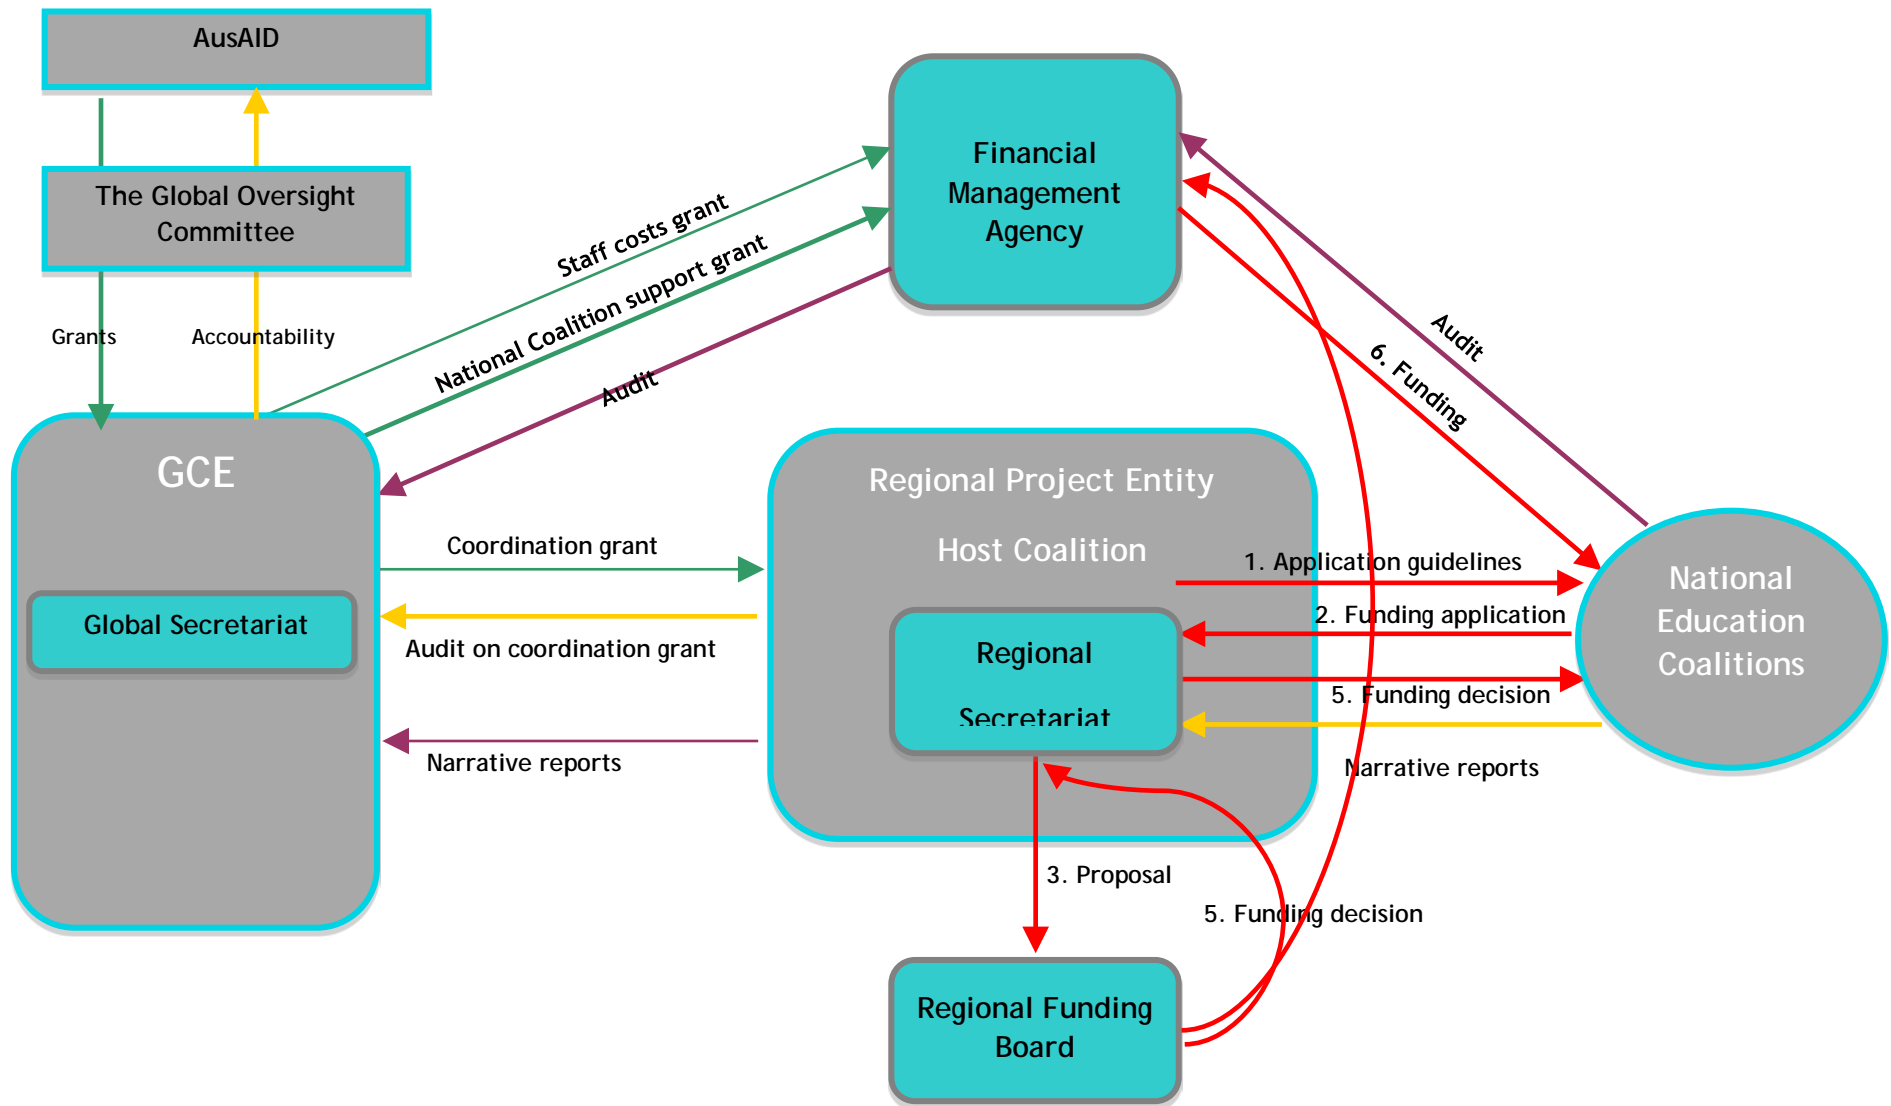 AusAID
The Global Oversight
Committee
Grants
Accountability
GCE
Global Secretariat
Staff costs grant
National Coalition support grant
Audit
Financial
Management
Agency
Audit
6. Funding
Coordination grant
Audit on coordination grant
Narrative reports
Regional Project Entity
Host Coalition
Regional
Secretariat
1. Application guidelines
2. Funding application
5. Funding decision
Narrative reports
National
Education
Coalitions
3. Proposal
5. Funding decision
Regional Funding
Board